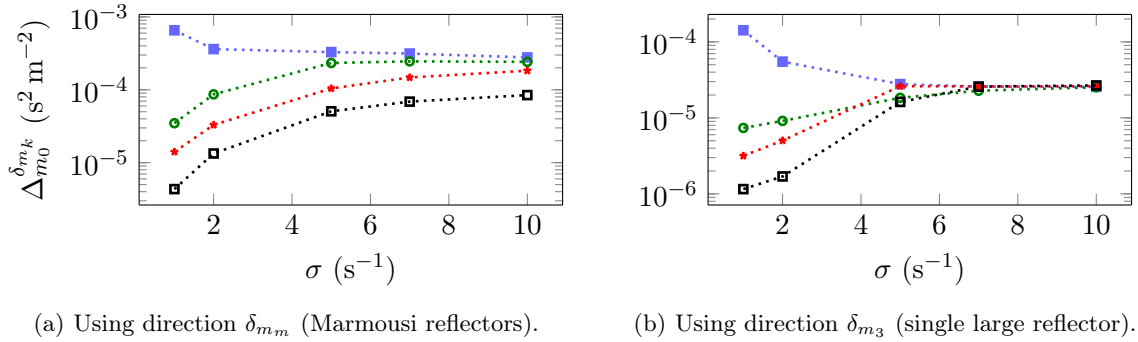 10⁻³
10⁻⁴
10⁻⁵
Δ_{m_0}^{δ_{m_k}} (s² m⁻²)
2 4 6 8 10
σ (s⁻¹)
(a) Using direction δ_{m_m} (Marmousi reflectors).
10⁻⁴
10⁻⁵
10⁻⁶
2 4 6 8 10
σ (s⁻¹)
(b) Using direction δ_{m_3} (single large reflector).